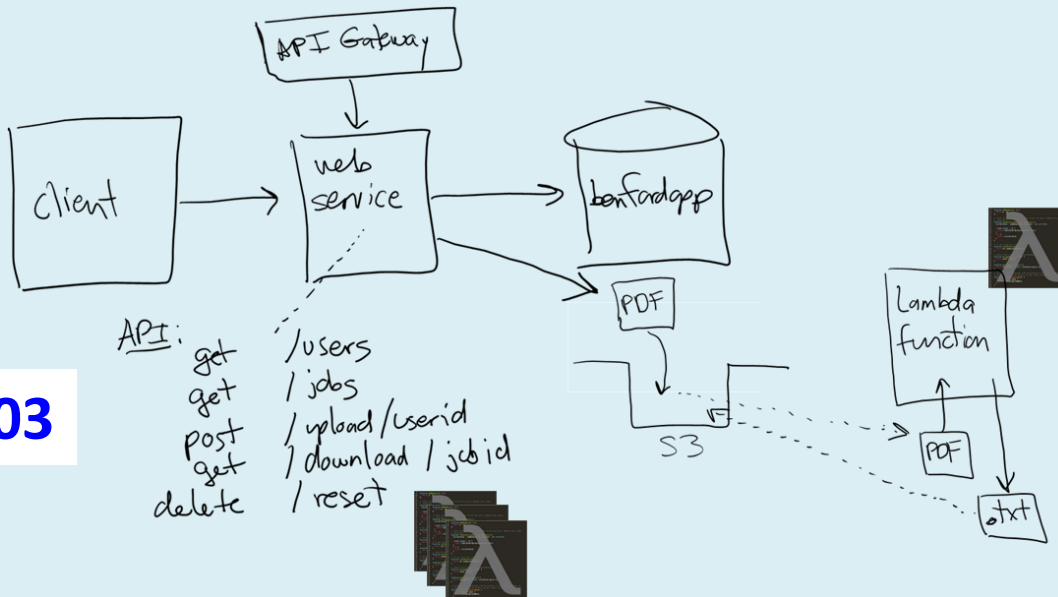 API Gateway
client
web
service
benfordapp
PDF
Lambda
function
API:
get /users
get /jobs
post /upload/userid
get /download/jobid
delete /reset
03
S3
PDF
.txt